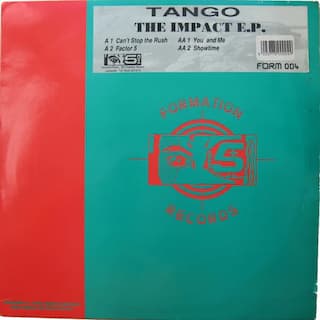 TANGO
THE IMPACT E.P.
A 1 Can't Stop the Rush
AA 1 You and Me
A 2 Factor 5
AA 2 Showtime
FORM 004
FORMATION
RECORDS